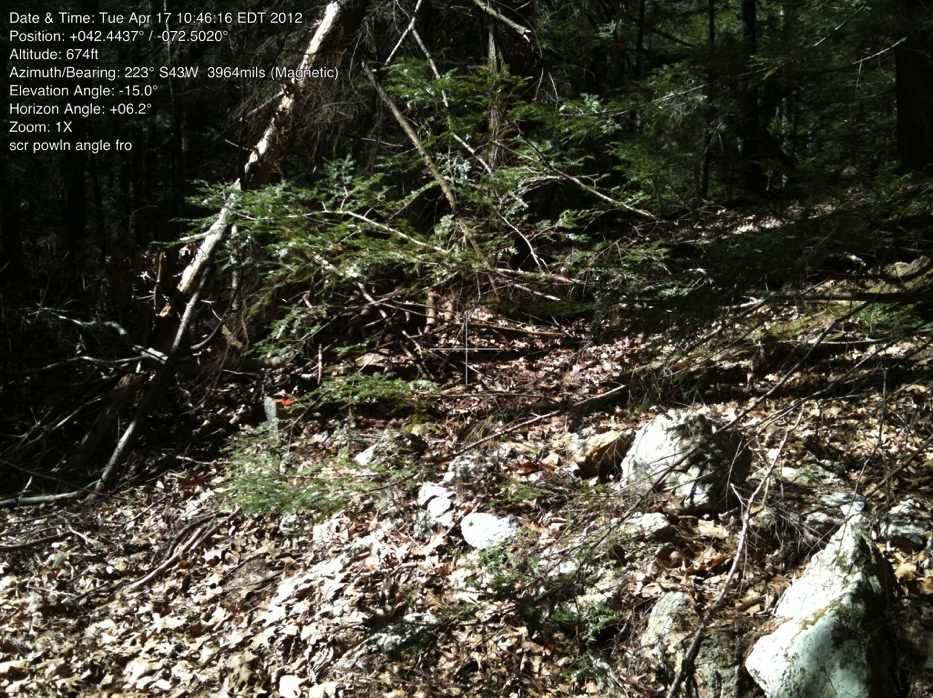 Date & Time: Tue Apr 17 10:46:16 EDT 2012
Position: +042.4437° / -072.5020°
Altitude: 674ft
Azimuth/Bearing: 223° S43W 3964mils (Magnetic)
Elevation Angle: -15.0°
Horizon Angle: +06.2°
Zoom: 1X
scr powln angle fro